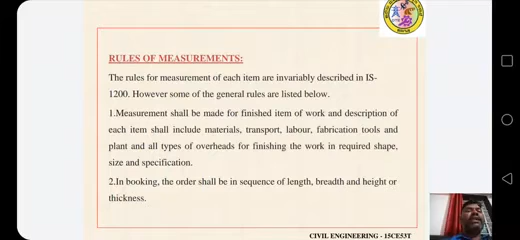 RULES OF MEASUREMENTS:
The rules for measurement of each item are invariably described in IS-
1200. However some of the general rules are listed below.
1.Measurement shall be made for finished item of work and description of
each item shall include materials, transport, labour, fabrication tools and
plant and all types of overheads for finishing the work in required shape,
size and specification.
2.In booking, the order shall be in sequence of length, breadth and height or
thickness.
CIVIL ENGINEERING - 15CE53T